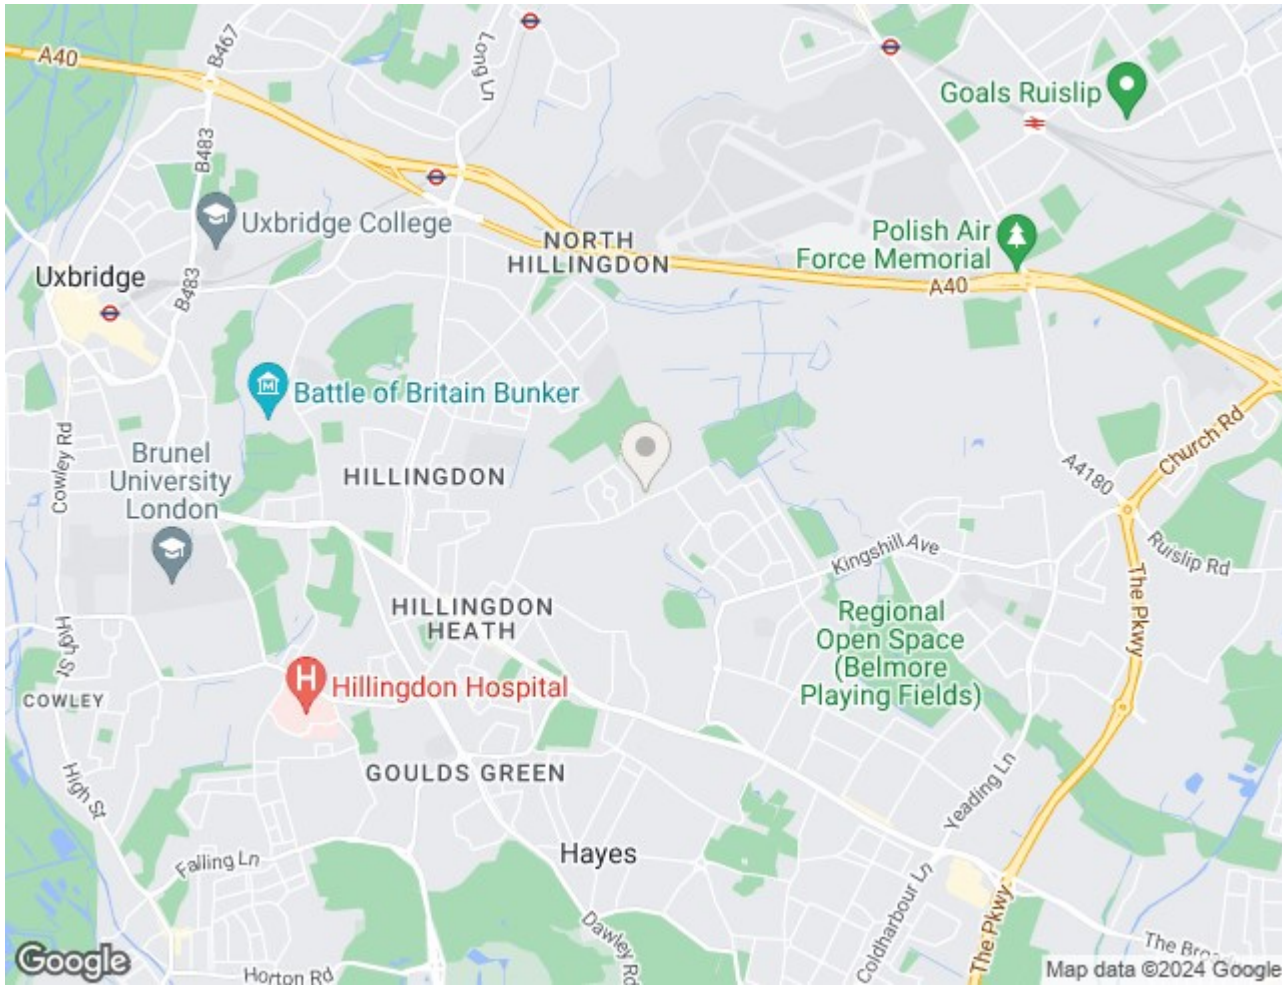 A40
B467
Long Ln
Goals Ruislip
B483
Uxbridge College
NORTH
HILLINGDON
Polish Air
Force Memorial
A40
Uxbridge
B483
Battle of Britain Bunker
Church Rd
Cowley Rd
Brunel
University
London
HILLINGDON
A4180
Kingshill Ave
Ruislip Rd
HILLINGDON
HEATH
The Pkwy
Regional
Open Space
(Belmore
Playing Fields)
High St
Hillingdon Hospital
COWLEY
GOULDS GREEN
High St
Yeading Ln
Falling Ln
Hayes
Coldharbour Ln
Dawley Rd
The Pkwy
Google
Horton Rd
Map data ©2024 Google